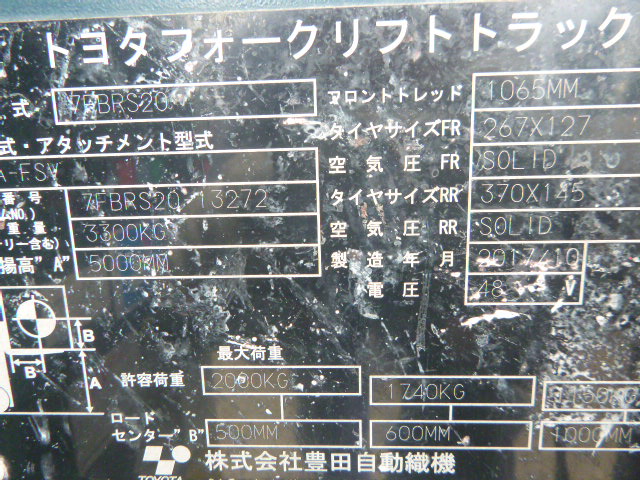 トヨタフォークリフトトラック
式 7FBRS20 フロントトレッド 1065MM
式・アタッチメント型式 タイヤサイズFR 267X127
A-FSV 空気圧 FR SOLID
番号 7FBRS20 13272 タイヤサイズRR 370X145
重量 3300KG 空気圧 RR SOLID
リー含む) 製造年月 2017/10
揚高"A" 5000MM 電圧 48 V
B
B A
最大荷重
許容荷重 2000KG 1740KG
ロード
センター"B" 500MM 600MM 1000MM
TOYOTA 株式会社豊田自動織機